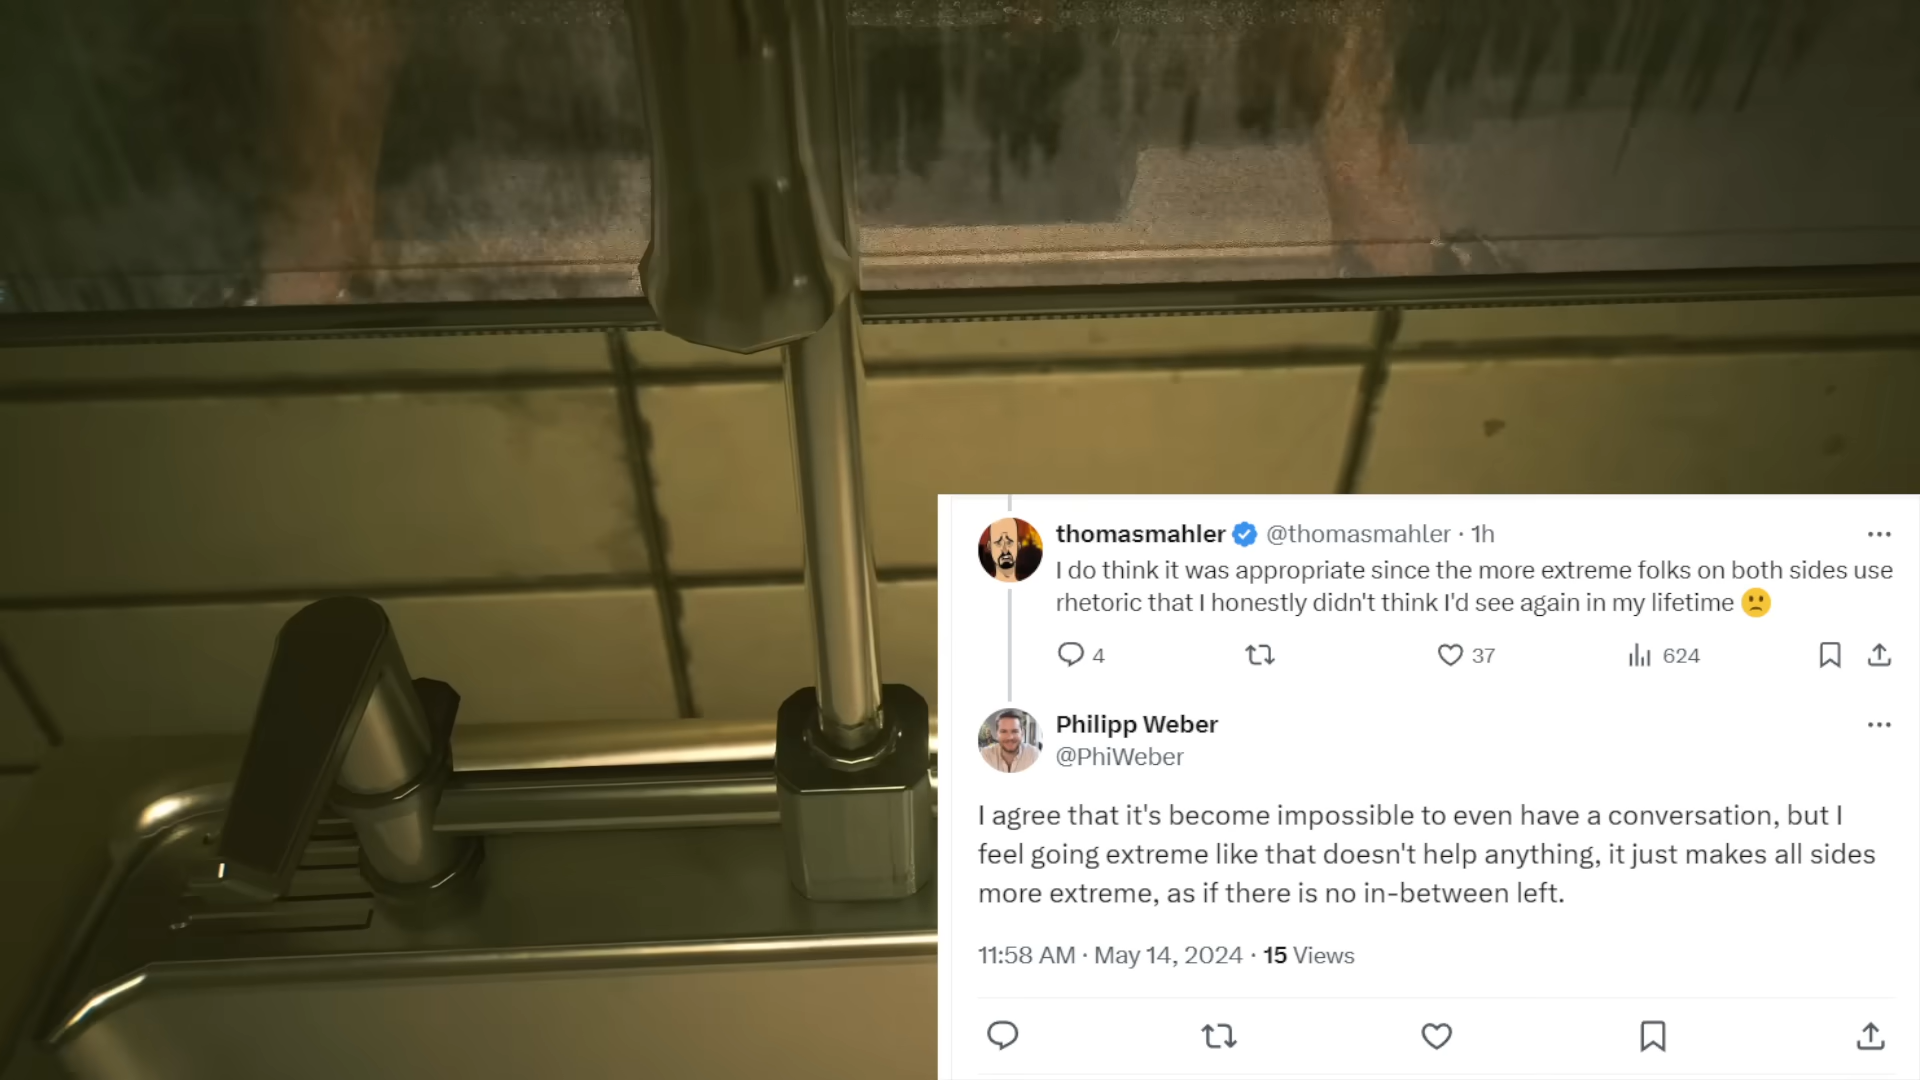 thomasmahler @thomasmahler · 1h
I do think it was appropriate since the more extreme folks on both sides use
rhetoric that I honestly didn't think I'd see again in my lifetime 🙁
4 37 624
Philipp Weber
@PhiWeber
I agree that it's become impossible to even have a conversation, but I
feel going extreme like that doesn't help anything, it just makes all sides
more extreme, as if there is no in-between left.
11:58 AM · May 14, 2024 · 15 Views